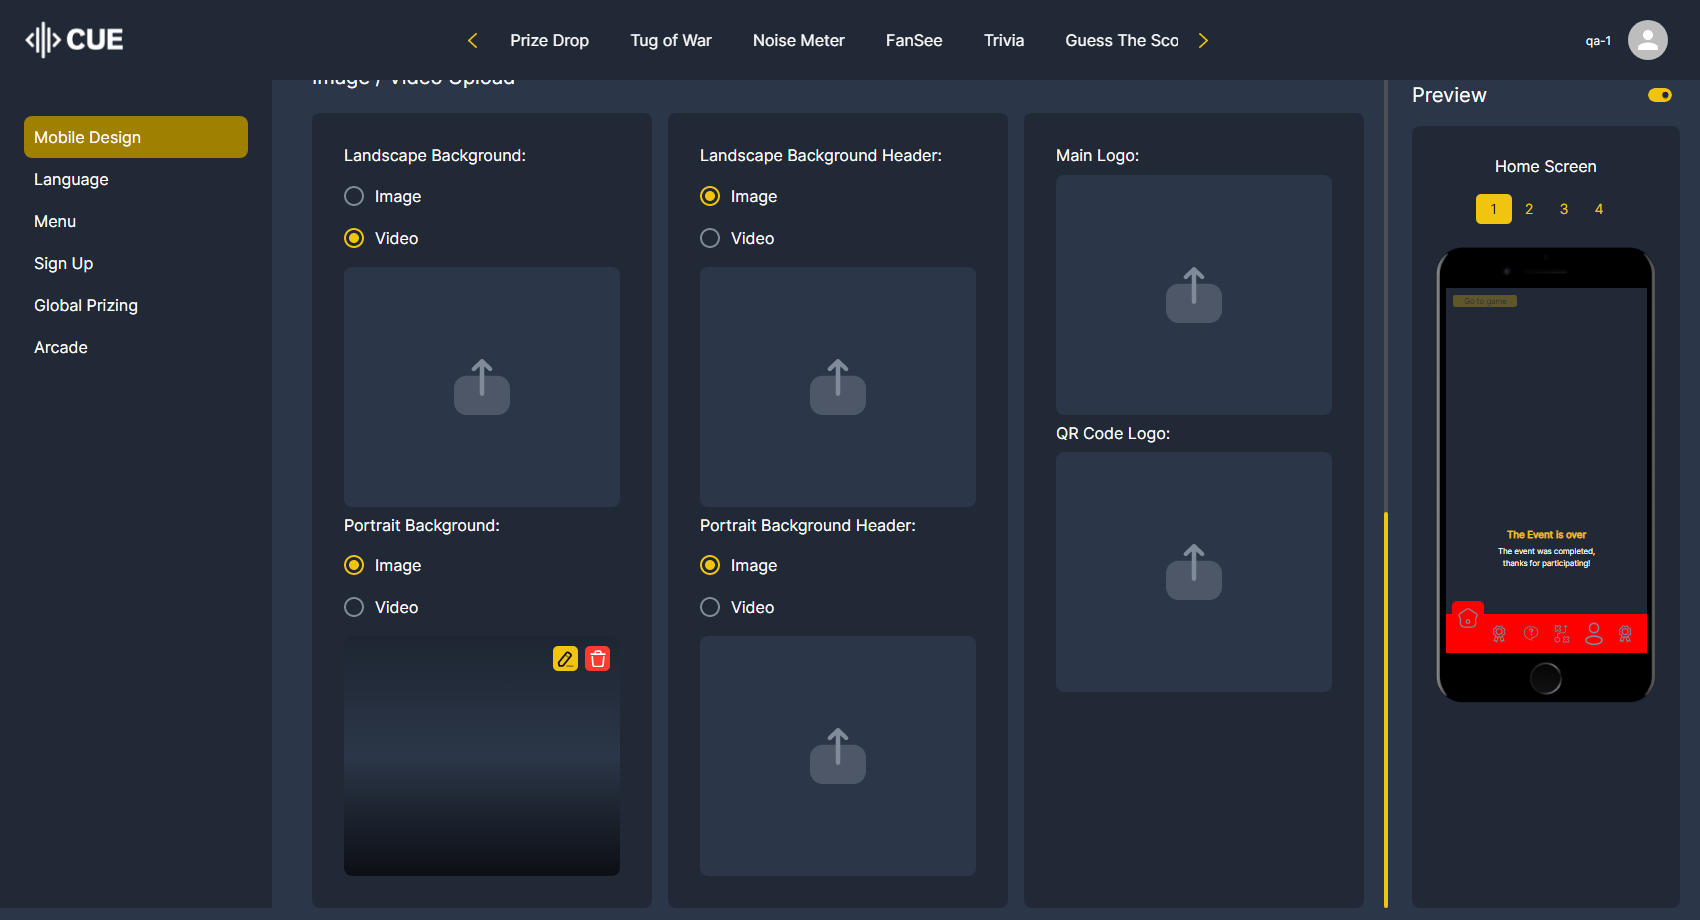 CUE
Prize Drop
Tug of War
Noise Meter
FanSee
Trivia
Guess The Sco
qa-1
Mobile Design
Language
Menu
Sign Up
Global Prizing
Arcade
Image / Video Upload
Landscape Background:
Image
Video
Portrait Background:
Image
Video
Landscape Background Header:
Image
Video
Portrait Background Header:
Image
Video
Main Logo:
QR Code Logo:
Preview
Home Screen
1 2 3 4
Go to game
The Event is over
The event was completed,
thanks for participating!